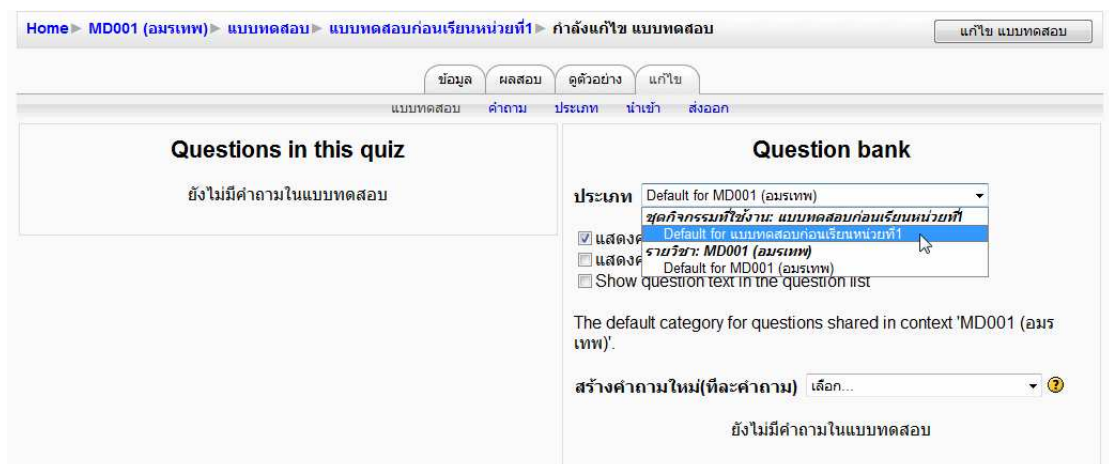 Home► MD001 (อมรเทพ)► แบบทดสอบ► แบบทดสอบก่อนเรียนหน่วยที่1► กำลังแก้ไข แบบทดสอบ
แก้ไข แบบทดสอบ
ข้อมูล ผลสอบ ดูตัวอย่าง แก้ไข
แบบทดสอบ คำถาม ประเภท นำเข้า ส่งออก
Questions in this quiz
ยังไม่มีคำถามในแบบทดสอบ
Question bank
ประเภท Default for MD001 (อมรเทพ)
ชุดกิจกรรมที่ใช้งาน: แบบทดสอบก่อนเรียนหน่วยที่1
Default for แบบทดสอบก่อนเรียนหน่วยที่1
รายวิชา: MD001 (อมรเทพ)
Default for MD001 (อมรเทพ)
แสดง
แสดง
Show question text in the question list
The default category for questions shared in context 'MD001 (อมร
เทพ)'.
สร้างคำถามใหม่(ทีละคำถาม) เลือก...
ยังไม่มีคำถามในแบบทดสอบ